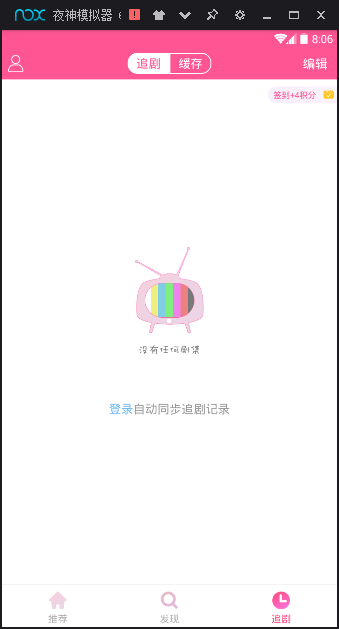 nox 夜神模拟器 6
8:06
追剧 缓存 编辑
签到+4积分
没有任何剧集
登录自动同步追剧记录
推荐 发现 追剧